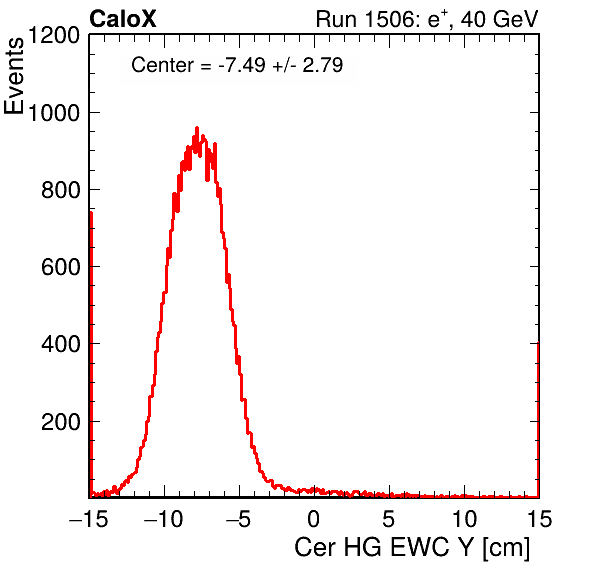 CaloX Run 1506: e⁺, 40 GeV
Events
Center = -7.49 +/- 2.79
1200
1000
800
600
400
200
−15 −10 −5 0 5 10 15
Cer HG EWC Y [cm]